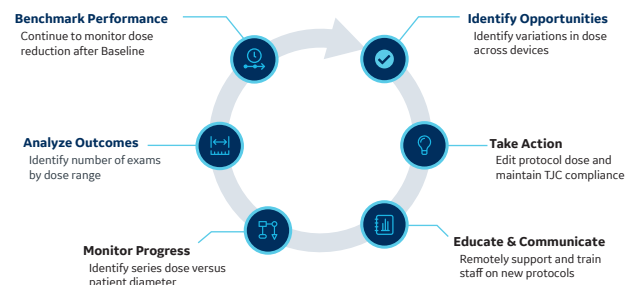 Benchmark Performance
Continue to monitor dose
reduction after Baseline
Identify Opportunities
Identify variations in dose
across devices
Analyze Outcomes
Identify number of exams
by dose range
Take Action
Edit protocol dose and
maintain TJC compliance
Monitor Progress
Identify series dose versus
patient diameter
Educate & Communicate
Remotely support and train
staff on new protocols